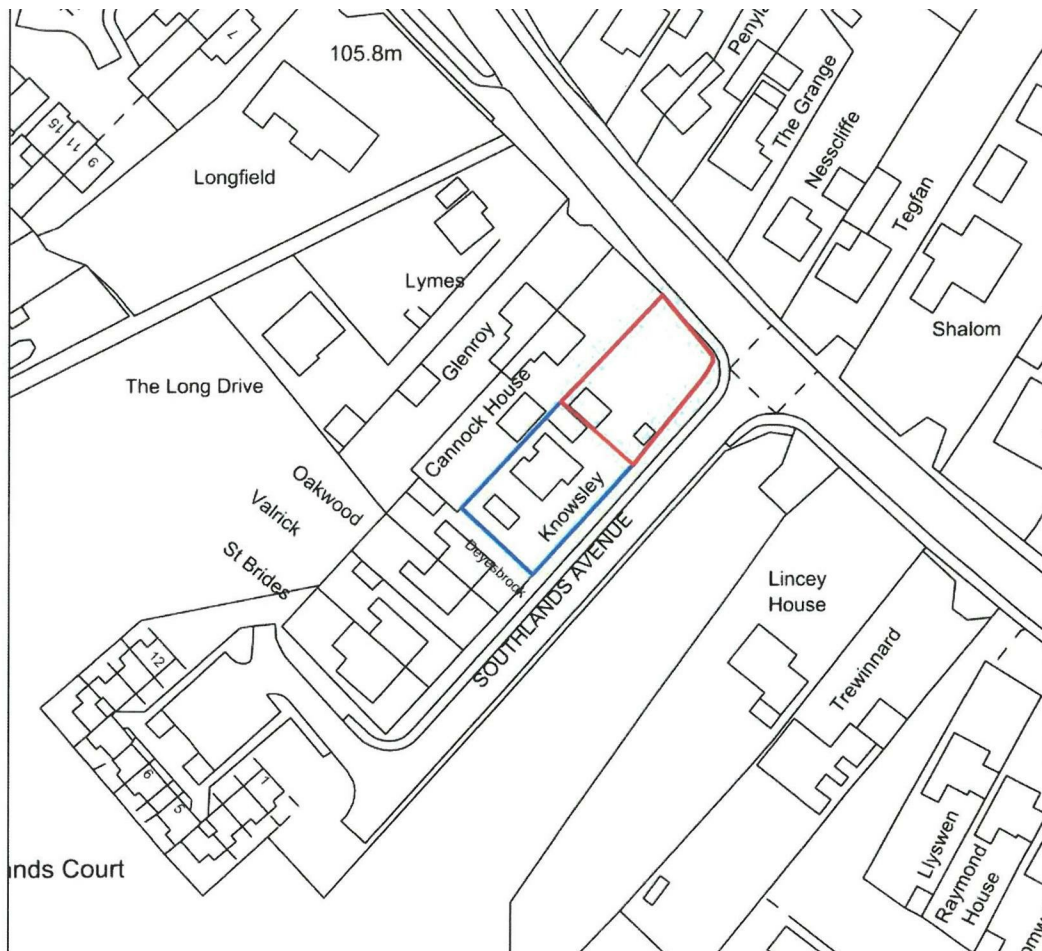 7
105.8m
Penyla
The Grange
Nesscliffe
Tegfan
Shalom
15
11
9
Longfield
Lymes
Glenroy
The Long Drive
Cannock House
Oakwood
Valrick
St Brides
Knowsley
Deyesbrook
SOUTHLANDS AVENUE
Lincey
House
Trewinnard
12
6
5
1
Llyswen
Raymond
House
nds Court